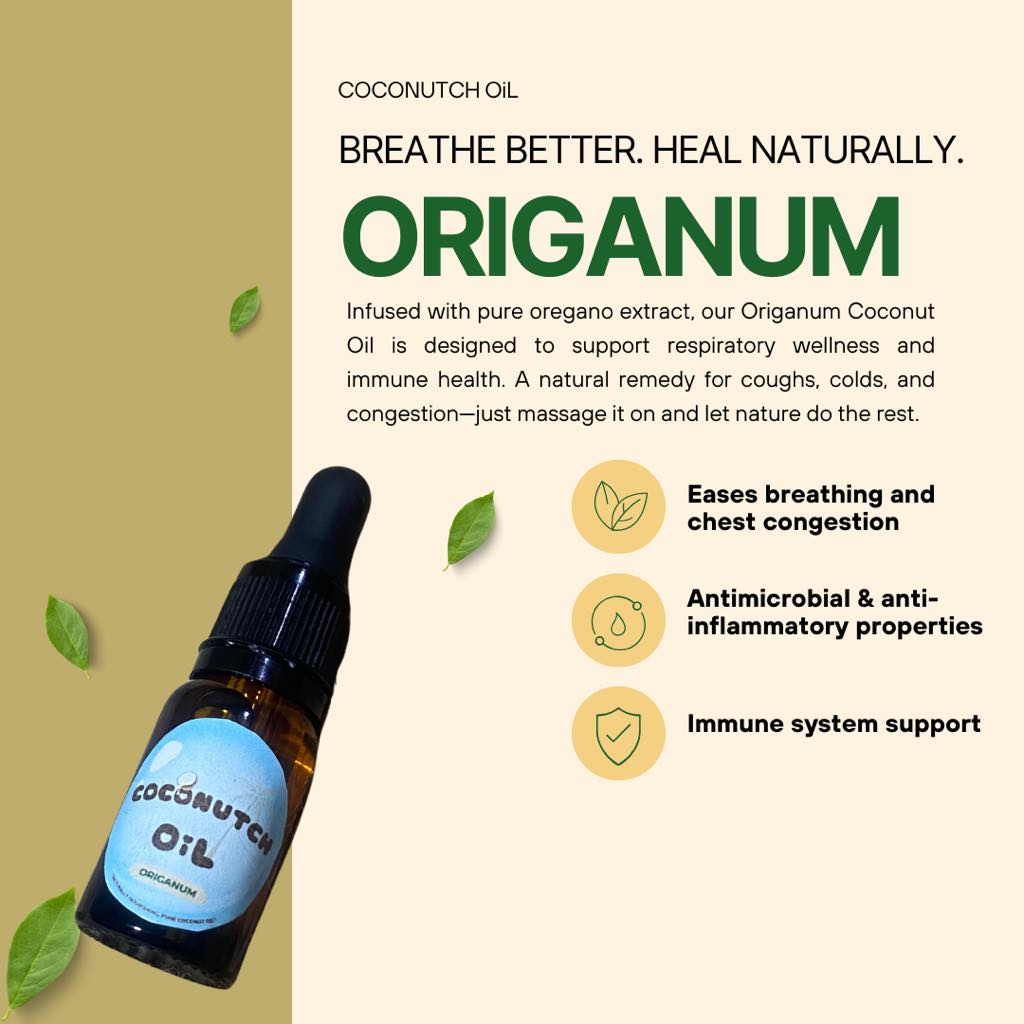 COCONUTCH OiL
BREATHE BETTER. HEAL NATURALLY.
ORIGANUM
Infused with pure oregano extract, our Origanum Coconut
Oil is designed to support respiratory wellness and
immune health. A natural remedy for coughs, colds, and
congestion—just massage it on and let nature do the rest.
Eases breathing and
chest congestion
Antimicrobial & anti-
inflammatory properties
Immune system support
COCONUTCH
OiL
ORIGANUM
PURE COCONUT OIL